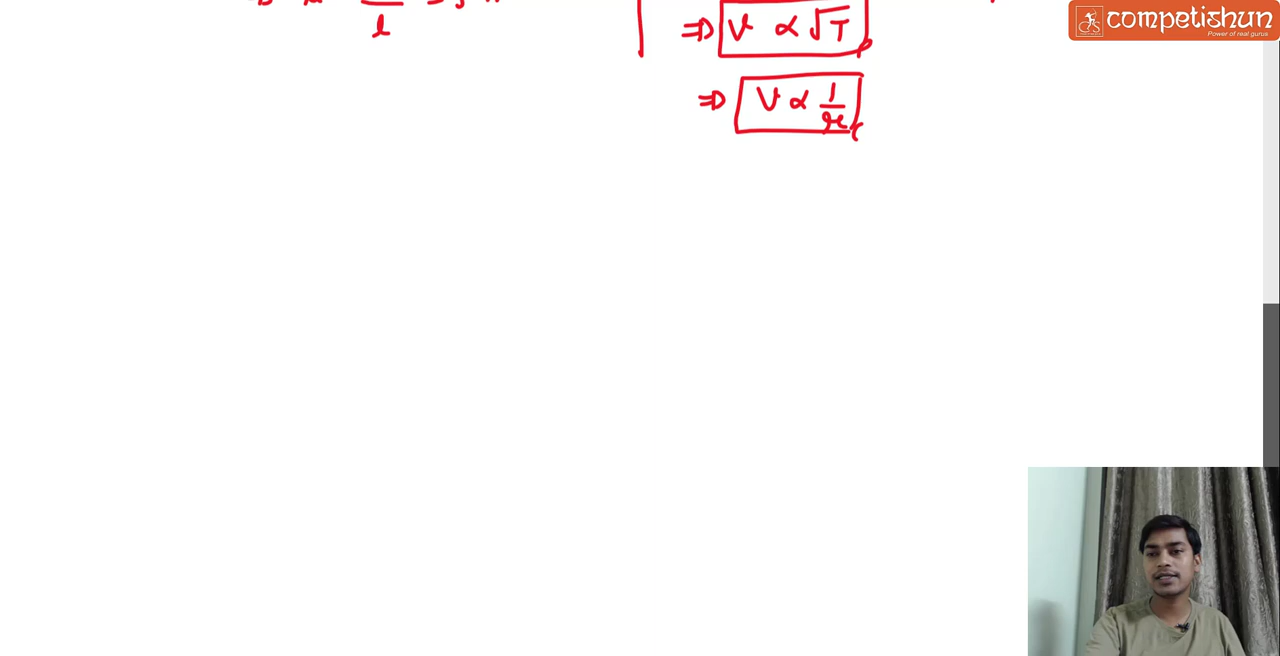 l
⇒ V ∝ √T
⇒ V ∝ 1/r
competishun
Power of real gurus